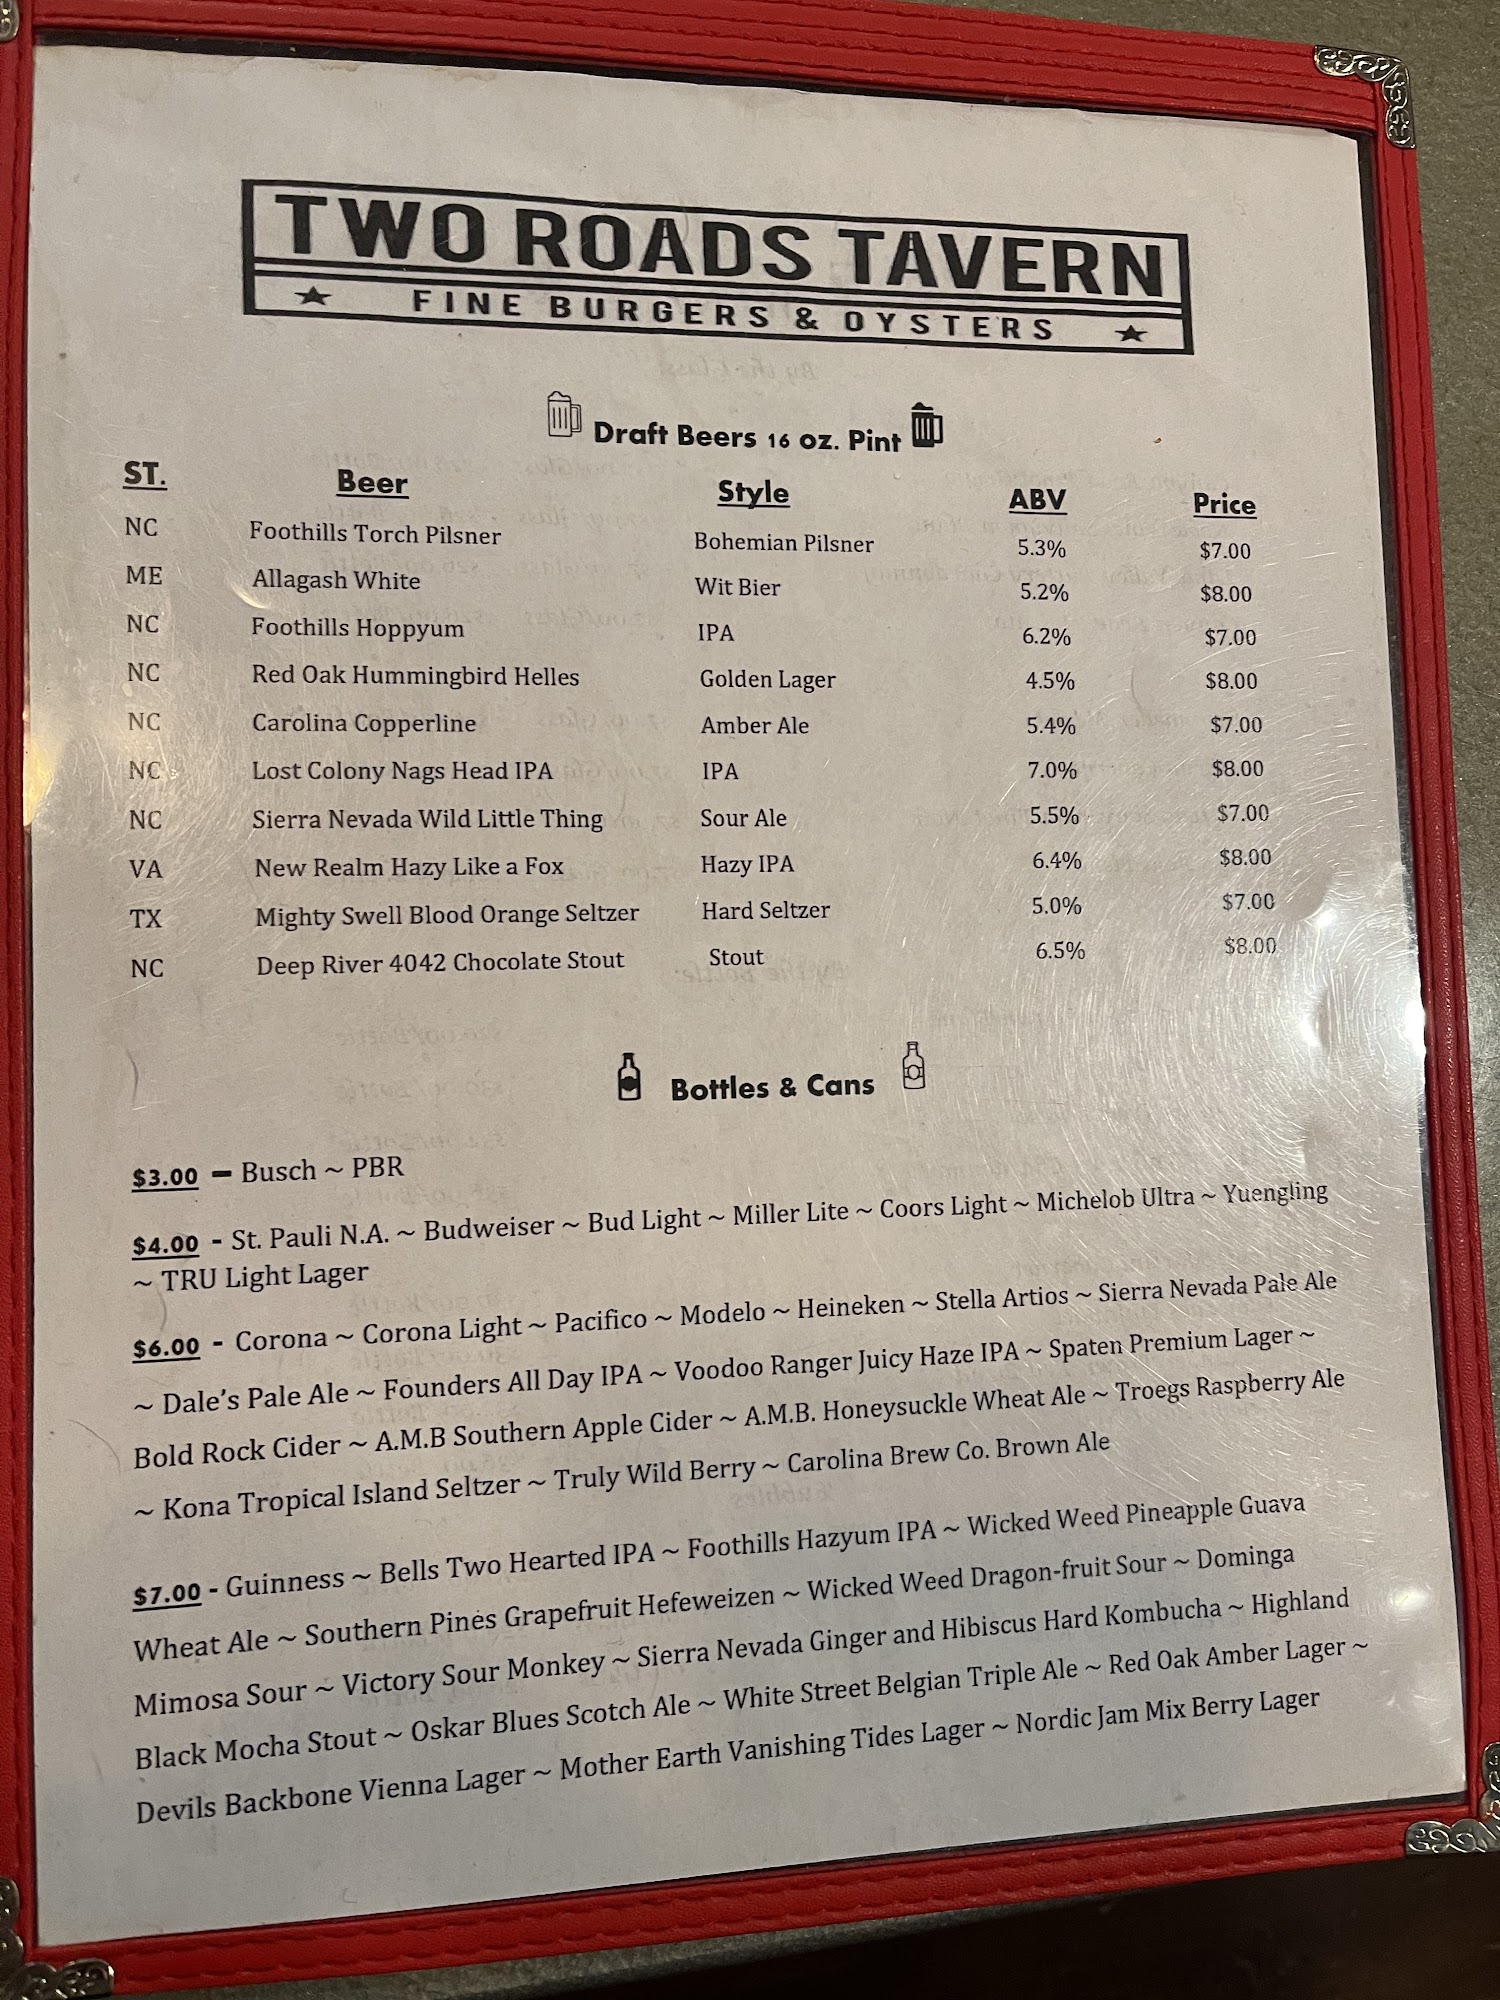 TWO ROADS TAVERN
★ FINE BURGERS & OYSTERS ★
Draft Beers 16 oz. Pint
ST. Beer Style ABV Price
NC Foothills Torch Pilsner Bohemian Pilsner 5.3% $7.00
ME Allagash White Wit Bier 5.2% $8.00
NC Foothills Hoppyum IPA 6.2% $7.00
NC Red Oak Hummingbird Helles Golden Lager 4.5% $8.00
NC Carolina Copperline Amber Ale 5.4% $7.00
NC Lost Colony Nags Head IPA IPA 7.0% $8.00
NC Sierra Nevada Wild Little Thing Sour Ale 5.5% $7.00
VA New Realm Hazy Like a Fox Hazy IPA 6.4% $8.00
TX Mighty Swell Blood Orange Seltzer Hard Seltzer 5.0% $7.00
NC Deep River 4042 Chocolate Stout Stout 6.5% $8.00
Bottles & Cans
$3.00 – Busch ~ PBR
$4.00 - St. Pauli N.A. ~ Budweiser ~ Bud Light ~ Miller Lite ~ Coors Light ~ Michelob Ultra ~ Yuengling
~ TRU Light Lager
$6.00 - Corona ~ Corona Light ~ Pacifico ~ Modelo ~ Heineken ~ Stella Artios ~ Sierra Nevada Pale Ale
~ Dale's Pale Ale ~ Founders All Day IPA ~ Voodoo Ranger Juicy Haze IPA ~ Spaten Premium Lager ~
Bold Rock Cider ~ A.M.B Southern Apple Cider ~ A.M.B. Honeysuckle Wheat Ale ~ Troegs Raspberry Ale
~ Kona Tropical Island Seltzer ~ Truly Wild Berry ~ Carolina Brew Co. Brown Ale
$7.00 - Guinness ~ Bells Two Hearted IPA ~ Foothills Hazyum IPA ~ Wicked Weed Pineapple Guava
Wheat Ale ~ Southern Pines Grapefruit Hefeweizen ~ Wicked Weed Dragon-fruit Sour ~ Dominga
Mimosa Sour ~ Victory Sour Monkey ~ Sierra Nevada Ginger and Hibiscus Hard Kombucha ~ Highland
Black Mocha Stout ~ Oskar Blues Scotch Ale ~ White Street Belgian Triple Ale ~ Red Oak Amber Lager ~
Devils Backbone Vienna Lager ~ Mother Earth Vanishing Tides Lager ~ Nordic Jam Mix Berry Lager